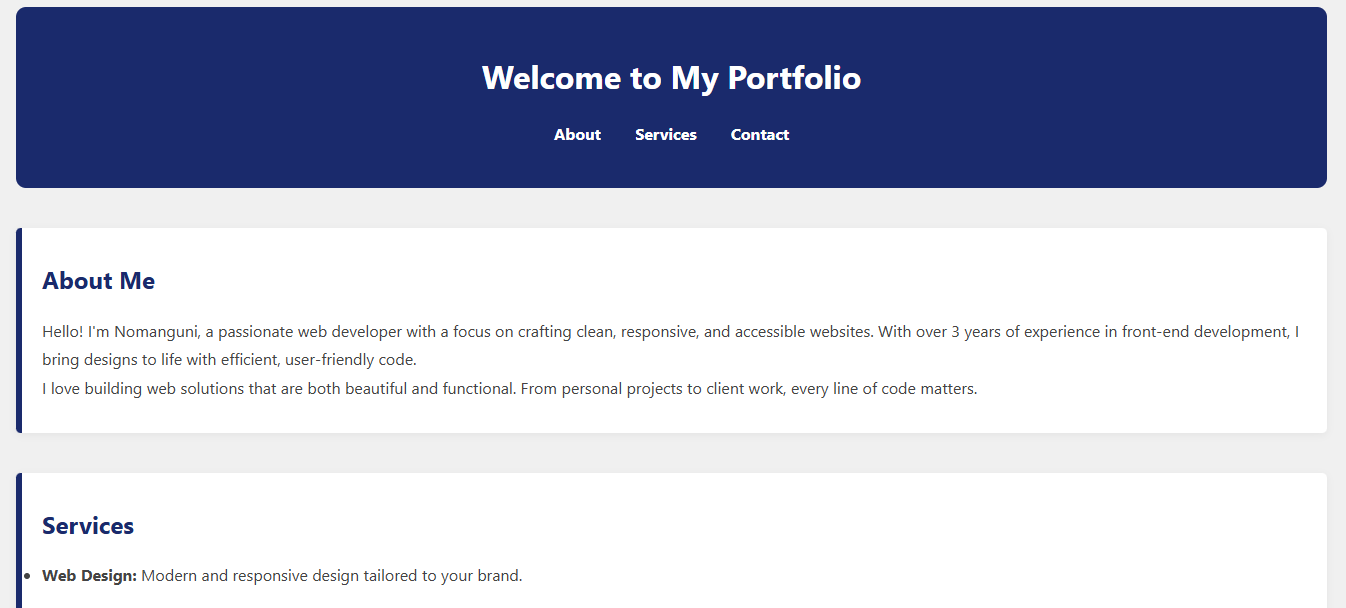 Welcome to My Portfolio
About Services Contact
About Me
Hello! I'm Nomanguni, a passionate web developer with a focus on crafting clean, responsive, and accessible websites. With over 3 years of experience in front-end development, I
bring designs to life with efficient, user-friendly code.
I love building web solutions that are both beautiful and functional. From personal projects to client work, every line of code matters.
Services
• Web Design: Modern and responsive design tailored to your brand.